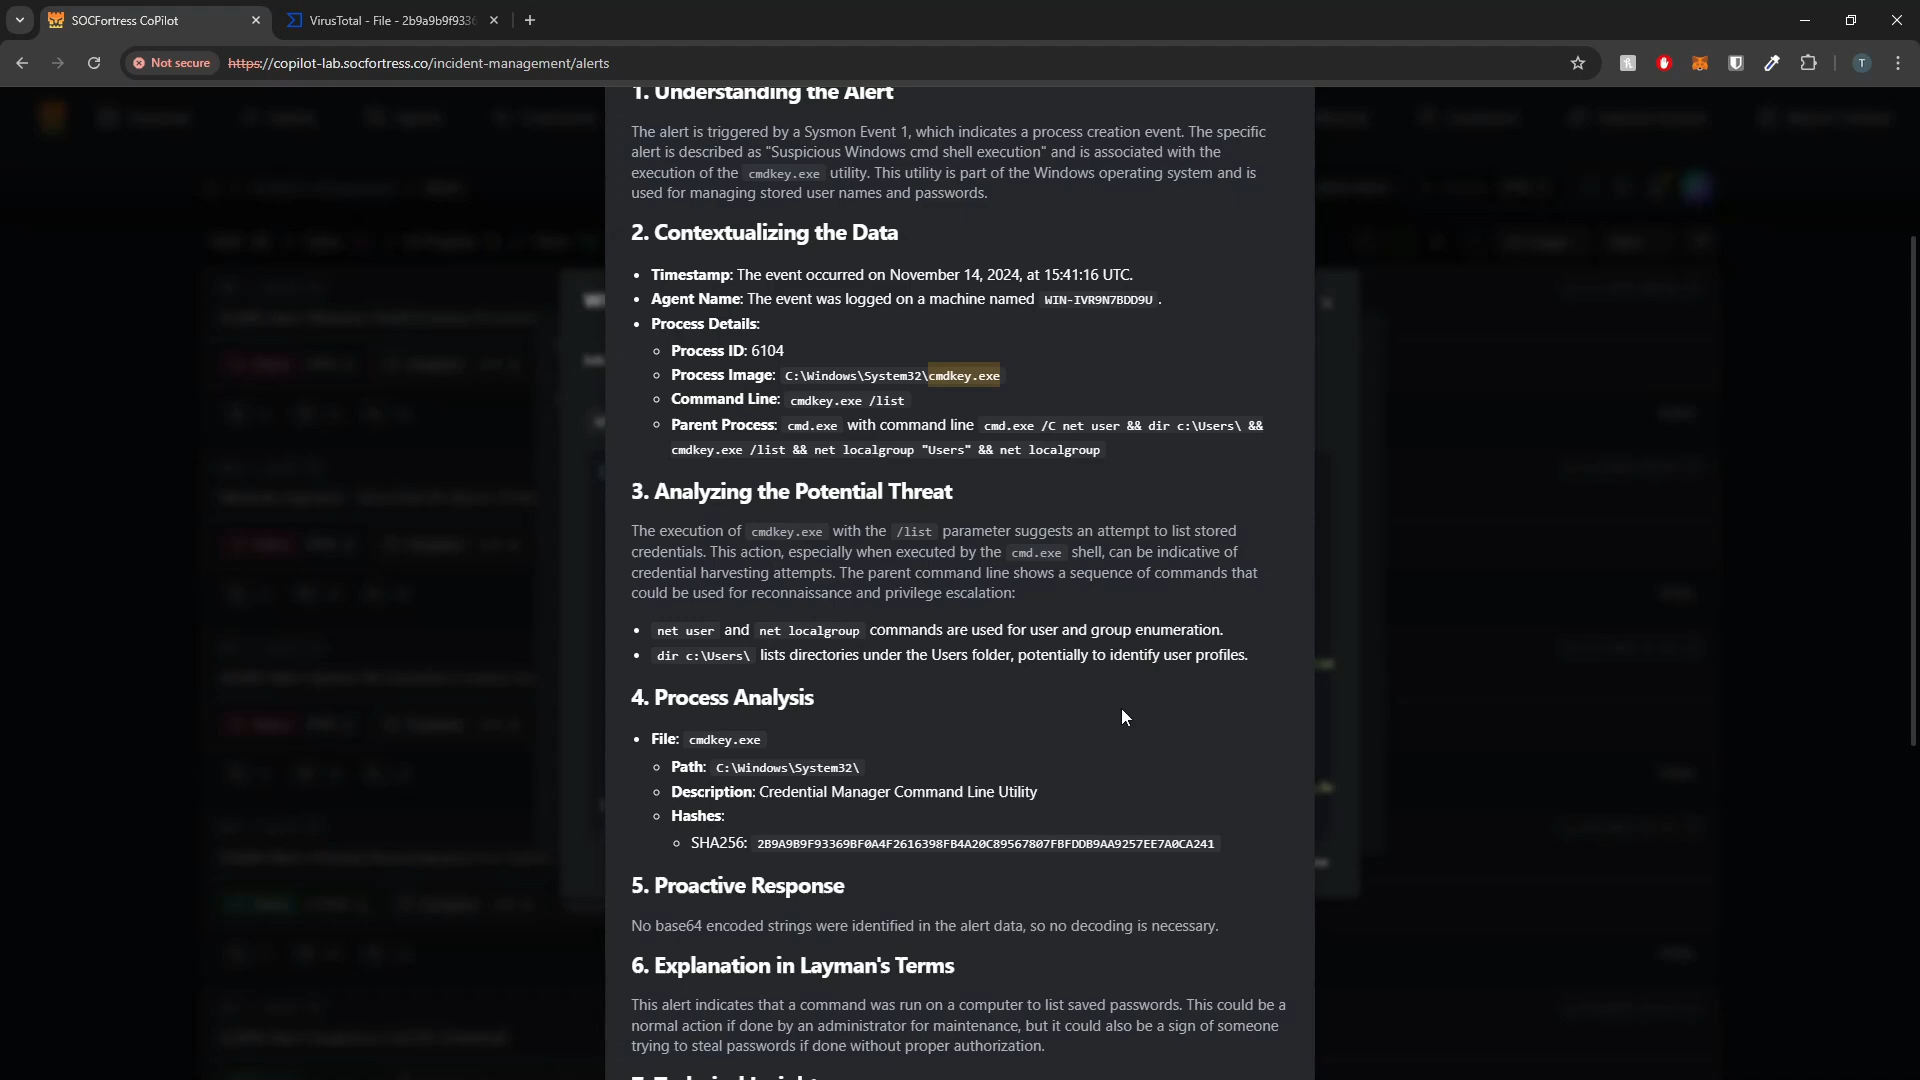 SOCFortress CoPilot
VirusTotal - File - 2b9a9b9f9336
Not secure
https://copilot-lab.socfortress.co/incident-management/alerts
T
1. Understanding the Alert
The alert is triggered by a Sysmon Event 1, which indicates a process creation event. The specific
alert is described as "Suspicious Windows cmd shell execution" and is associated with the
execution of the cmdkey.exe utility. This utility is part of the Windows operating system and is
used for managing stored user names and passwords.
2. Contextualizing the Data
• Timestamp: The event occurred on November 14, 2024, at 15:41:16 UTC.
• Agent Name: The event was logged on a machine named WIN-IVR9N7BDD9U .
• Process Details:
◦ Process ID: 6104
◦ Process Image: C:\Windows\System32\cmdkey.exe
◦ Command Line: cmdkey.exe /list
◦ Parent Process: cmd.exe with command line cmd.exe /C net user && dir c:\Users\ &&
cmdkey.exe /list && net localgroup "Users" && net localgroup
3. Analyzing the Potential Threat
The execution of cmdkey.exe with the /list parameter suggests an attempt to list stored
credentials. This action, especially when executed by the cmd.exe shell, can be indicative of
credential harvesting attempts. The parent command line shows a sequence of commands that
could be used for reconnaissance and privilege escalation:
• net user and net localgroup commands are used for user and group enumeration.
• dir c:\Users\ lists directories under the Users folder, potentially to identify user profiles.
4. Process Analysis
• File: cmdkey.exe
◦ Path: C:\Windows\System32\
◦ Description: Credential Manager Command Line Utility
◦ Hashes:
▪ SHA256: 2B9A9B9F93369BF0A4F2616398FB4A20C89567807FBFDDB9AA9257EE7A0CA241
5. Proactive Response
No base64 encoded strings were identified in the alert data, so no decoding is necessary.
6. Explanation in Layman's Terms
This alert indicates that a command was run on a computer to list saved passwords. This could be a
normal action if done by an administrator for maintenance, but it could also be a sign of someone
trying to steal passwords if done without proper authorization.